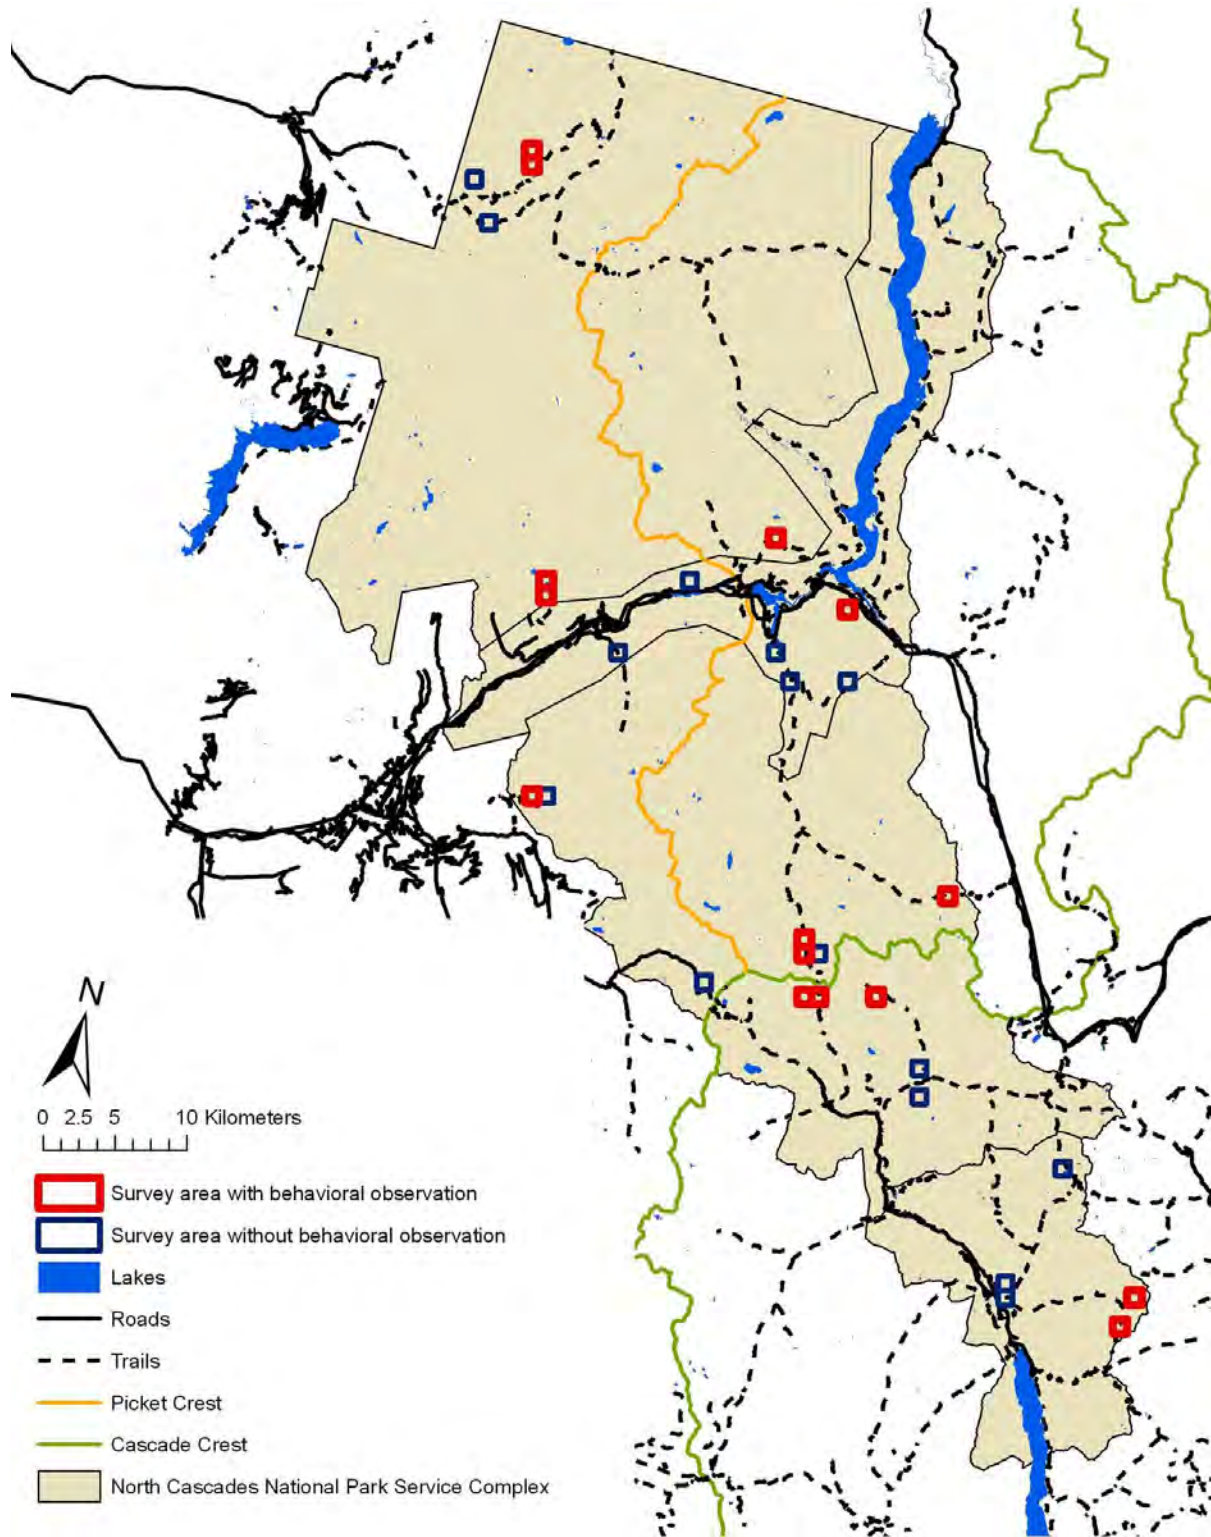 N
0 2.5 5 10 Kilometers
Survey area with behavioral observation
Survey area without behavioral observation
Lakes
Roads
Trails
Picket Crest
Cascade Crest
North Cascades National Park Service Complex